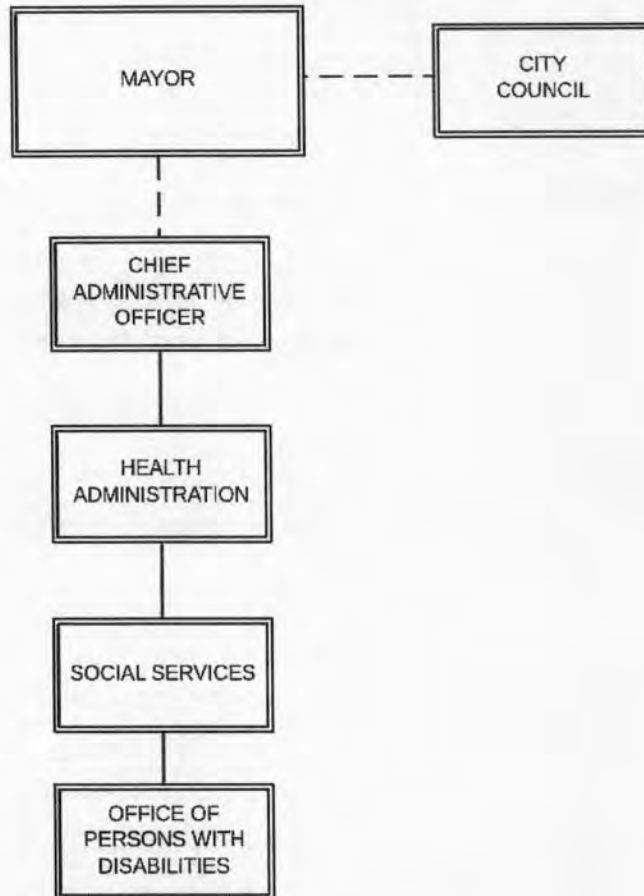 MAYOR
CITY
COUNCIL
CHIEF
ADMINISTRATIVE
OFFICER
HEALTH
ADMINISTRATION
SOCIAL SERVICES
OFFICE OF
PERSONS WITH
DISABILITIES